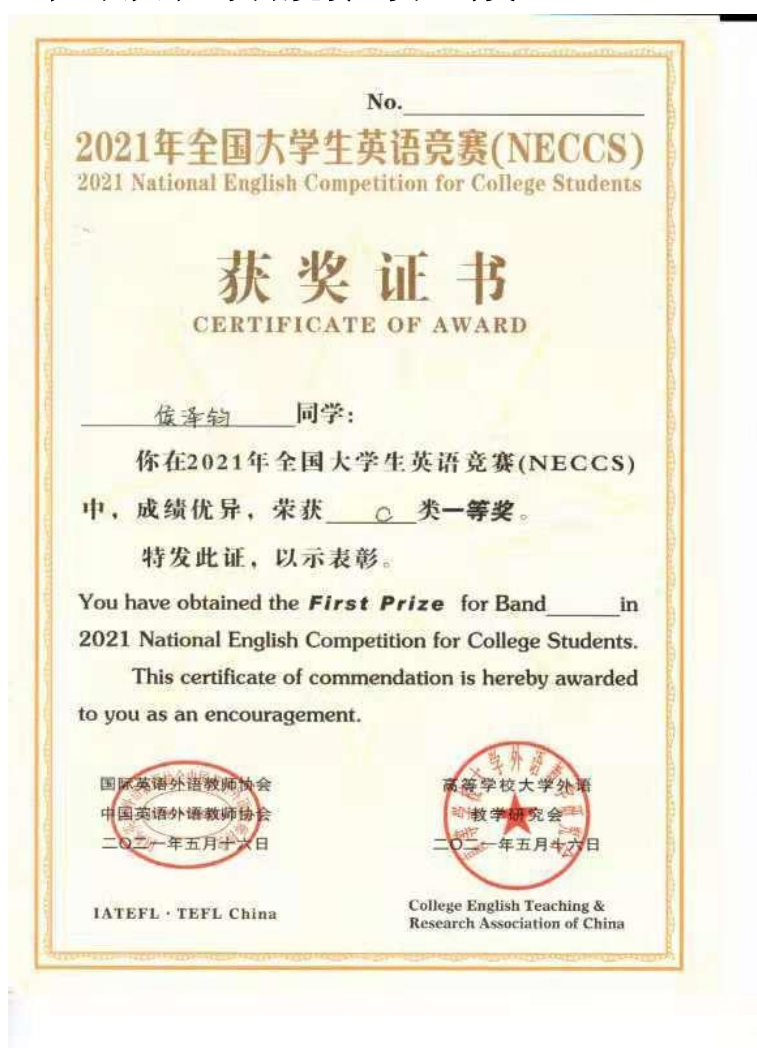 No.
2021年全国大学生英语竞赛(NECCS)
2021 National English Competition for College Students
获奖证书
CERTIFICATE OF AWARD
侯泽钧 同学:
你在2021年全国大学生英语竞赛(NECCS)
中，成绩优异，荣获 C 类一等奖。
特发此证，以示表彰。
You have obtained the First Prize for Band in
2021 National English Competition for College Students.
This certificate of commendation is hereby awarded
to you as an encouragement.
国际英语外语教师协会
中国英语外语教师协会
二〇二一年五月十六日
IATEFL · TEFL China
高等学校大学外语
教学研究会
二〇二一年五月十六日
College English Teaching &
Research Association of China